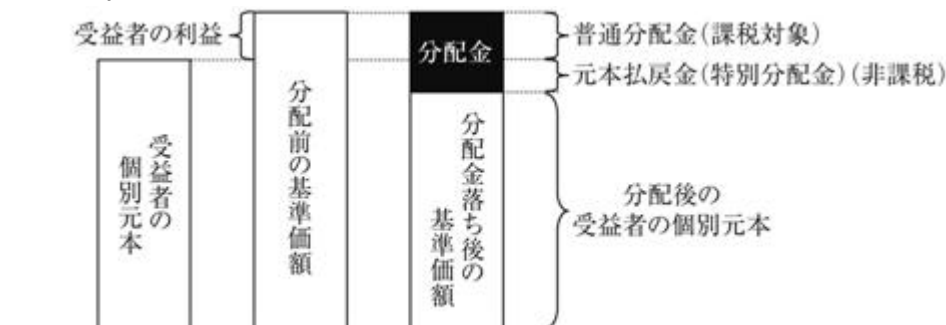 受益者の利益
受益者の
個別元本
分配前の基準価額
分配金
分配金落ち後の
基準価額
普通分配金(課税対象)
元本払戻金(特別分配金)(非課税)
分配後の
受益者の個別元本